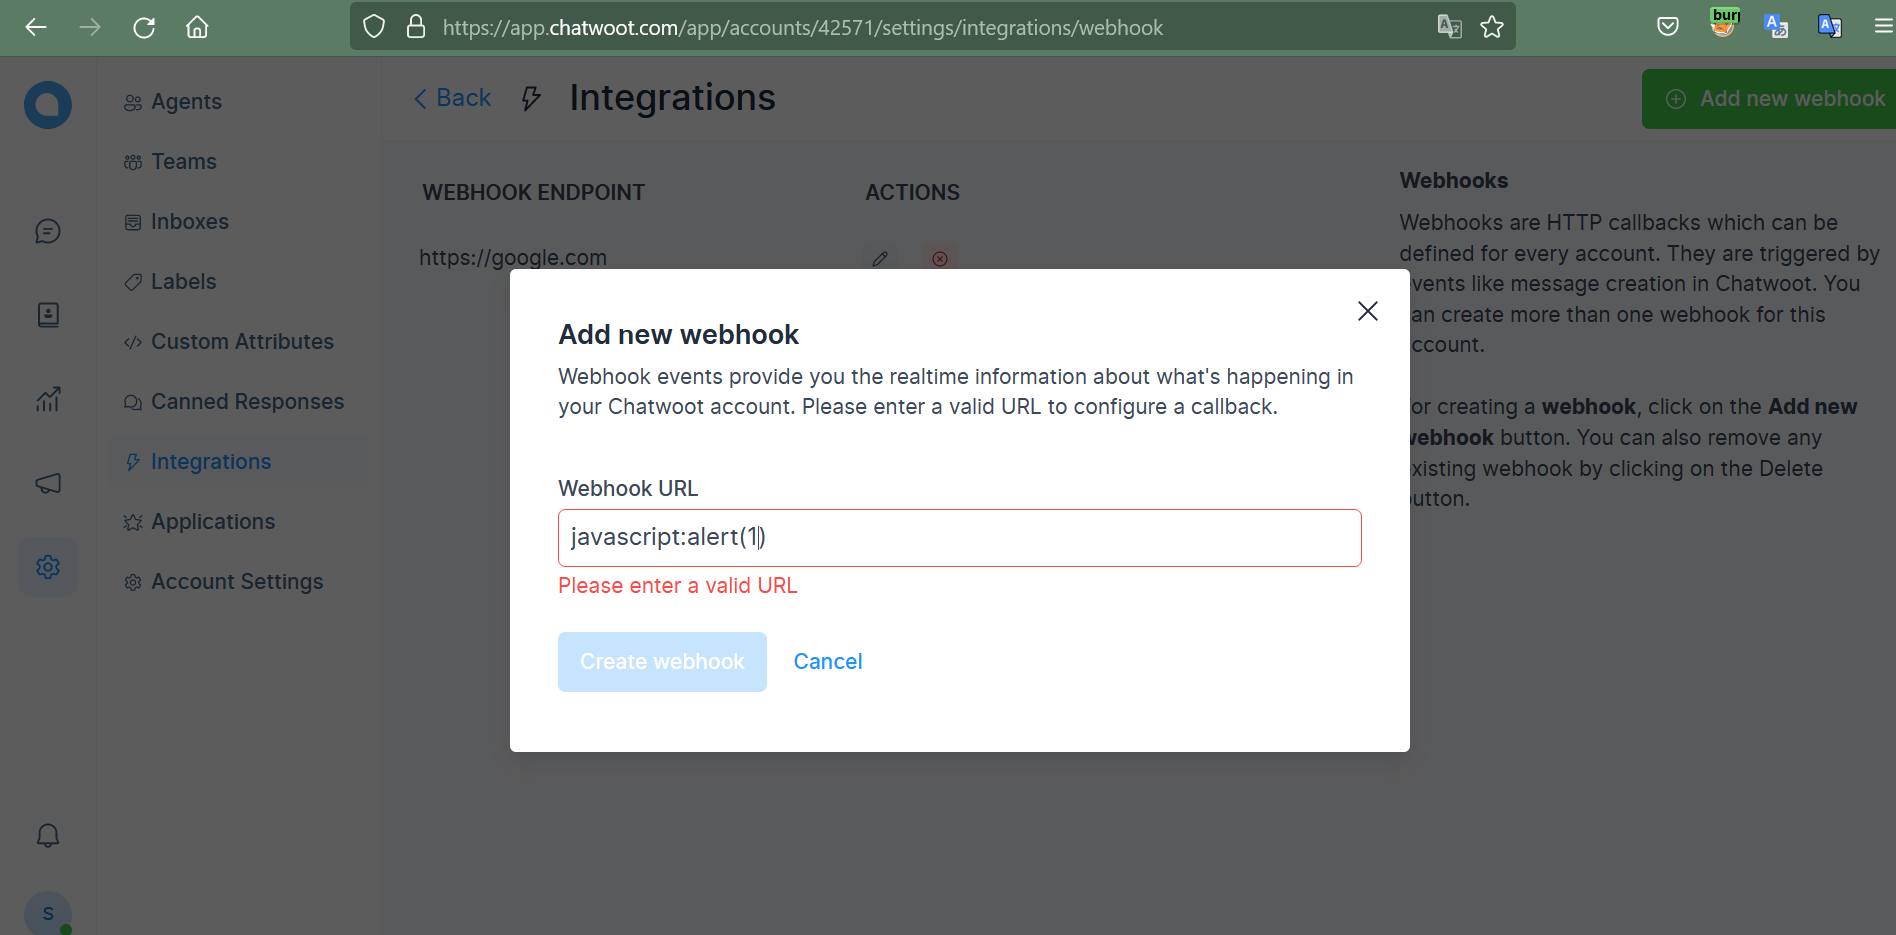 https://app.chatwoot.com/app/accounts/42571/settings/integrations/webhook
Agents
Teams
Inboxes
Labels
Custom Attributes
Canned Responses
Integrations
Applications
Account Settings
S
Back
Integrations
Add new webhook
WEBHOOK ENDPOINT
ACTIONS
https://google.com
Webhooks
Webhooks are HTTP callbacks which can be
defined for every account. They are triggered by
vents like message creation in Chatwoot. You
an create more than one webhook for this
ccount.
or creating a webhook, click on the Add new
webhook button. You can also remove any
xisting webhook by clicking on the Delete
utton.
Add new webhook
Webhook events provide you the realtime information about what's happening in
your Chatwoot account. Please enter a valid URL to configure a callback.
Webhook URL
javascript:alert(1)
Please enter a valid URL
Create webhook
Cancel